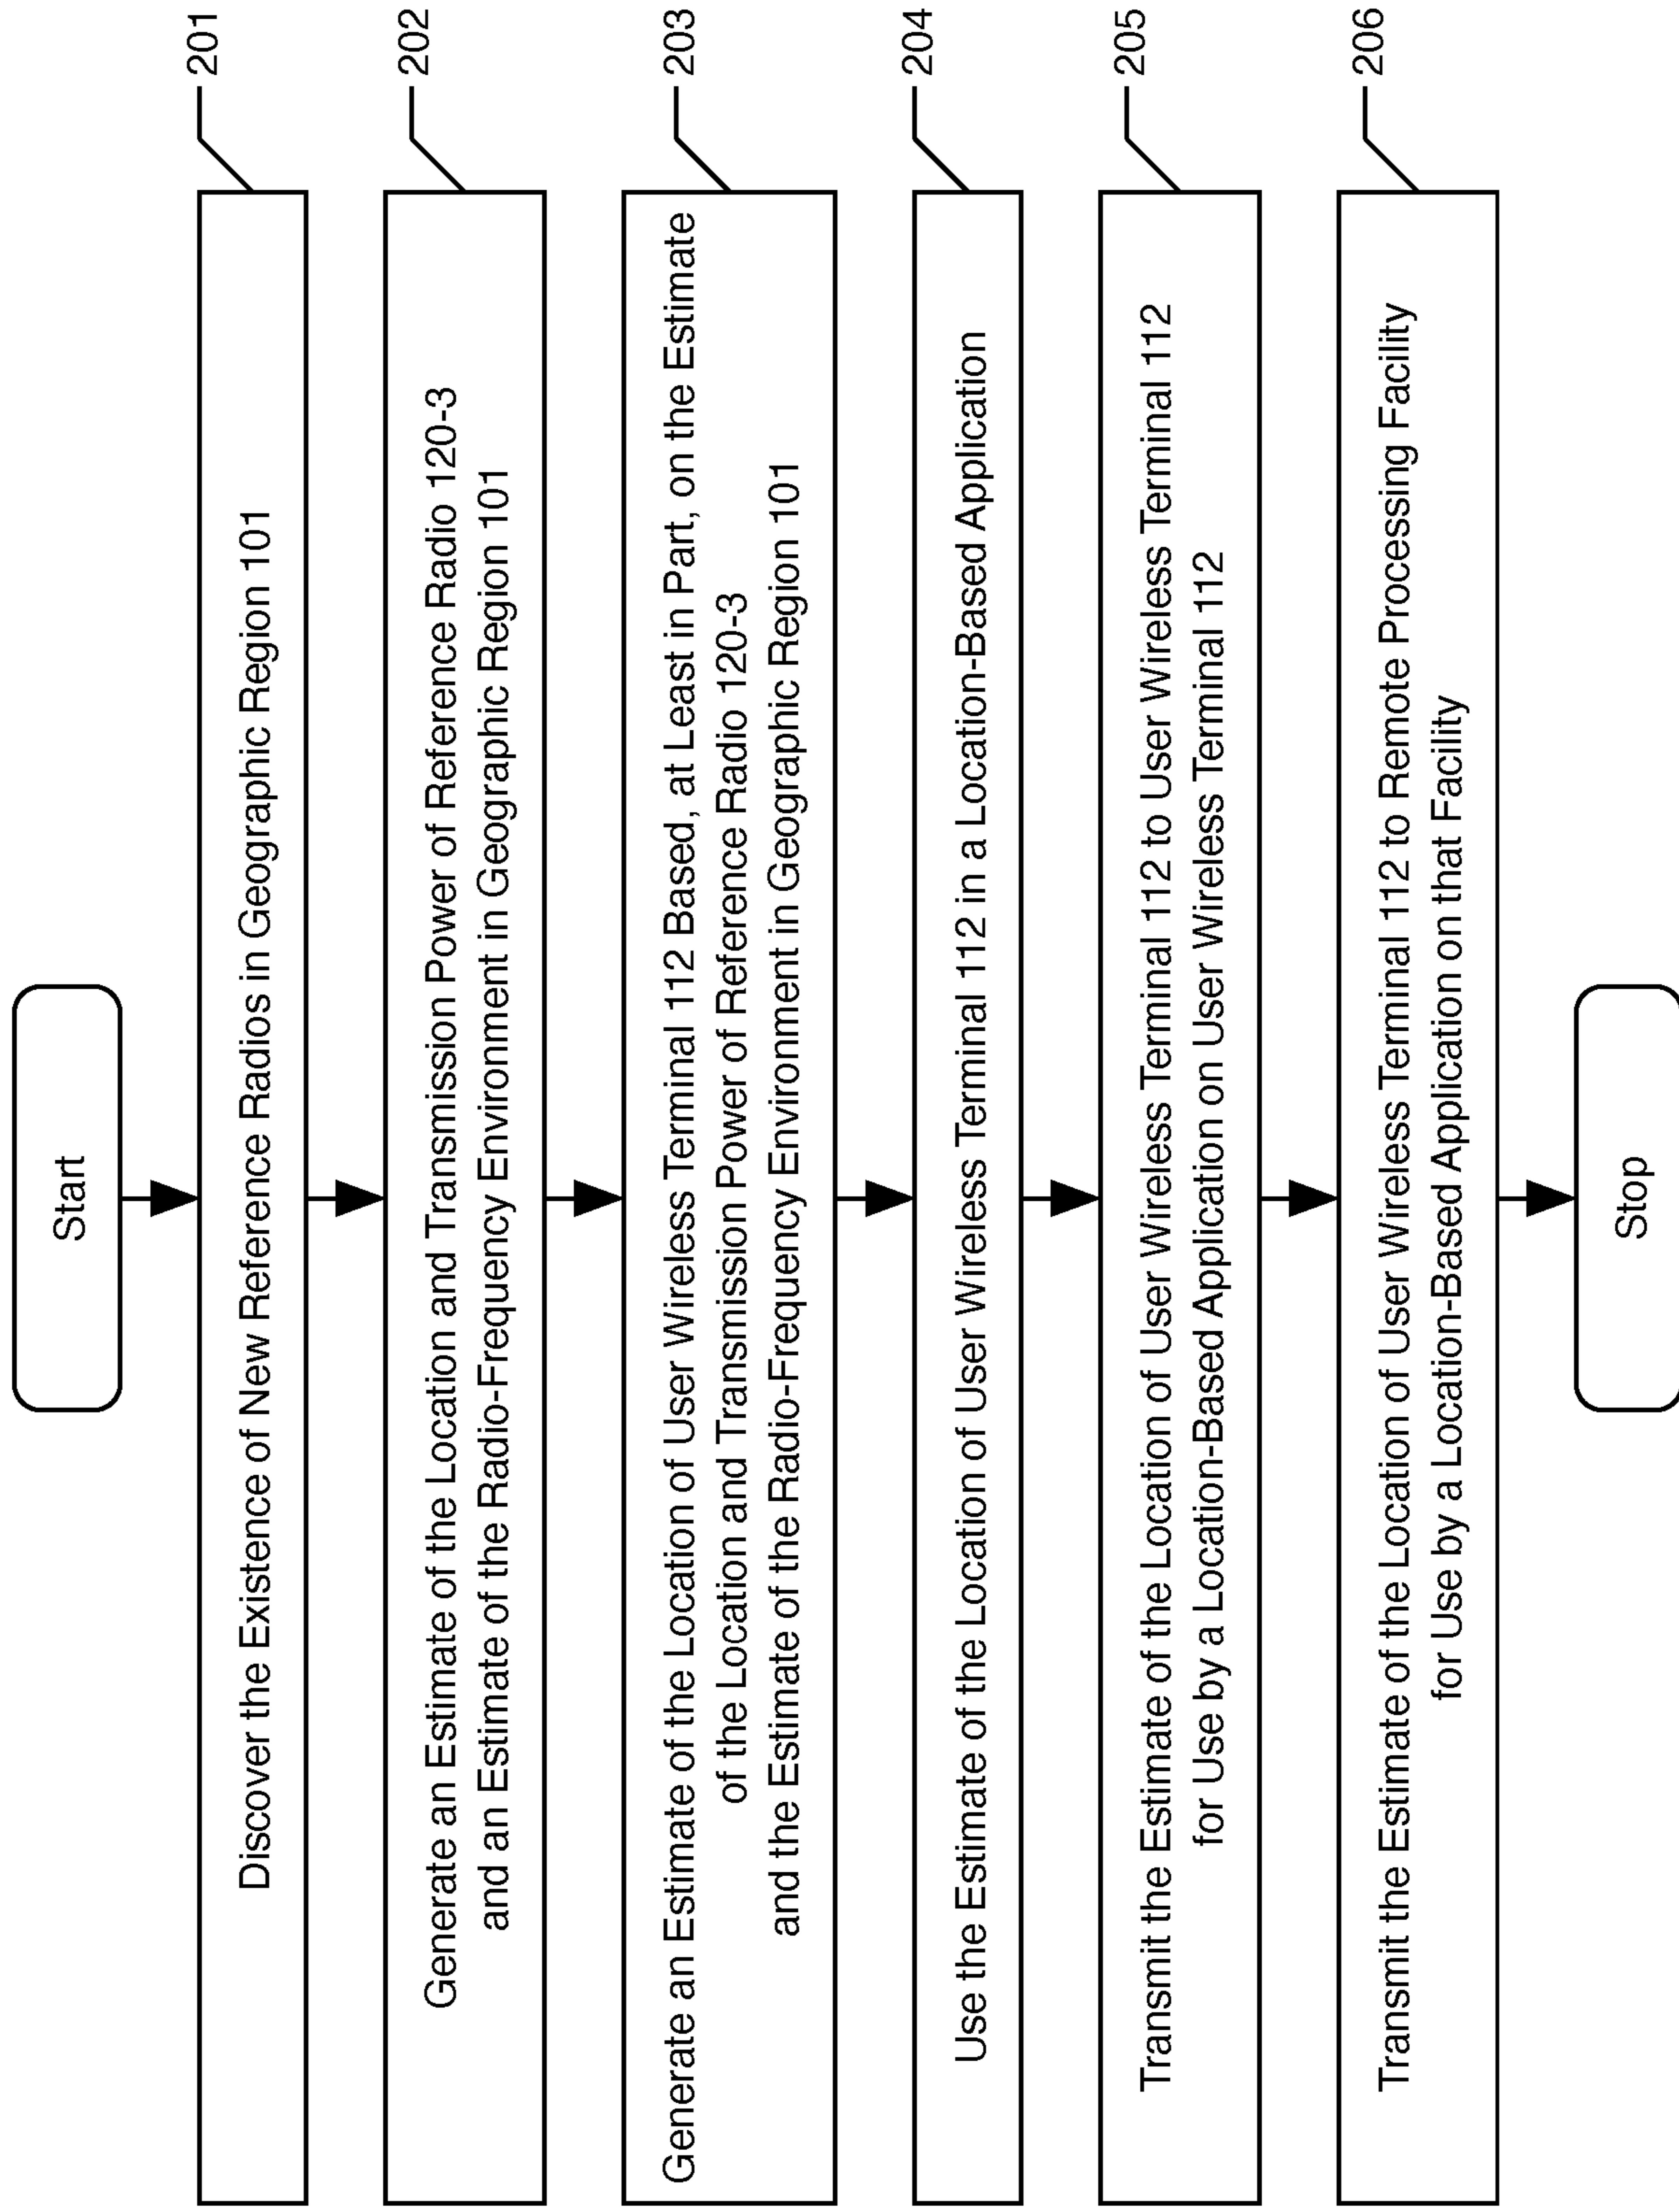 Start
Discover the Existence of New Reference Radios in Geographic Region 101
201
Generate an Estimate of the Location and Transmission Power of Reference Radio 120-3
and an Estimate of the Radio-Frequency Environment in Geographic Region 101
202
Generate an Estimate of the Location of User Wireless Terminal 112 Based, at Least in Part, on the Estimate
of the Location and Transmission Power of Reference Radio 120-3
and the Estimate of the Radio-Frequency Environment in Geographic Region 101
203
Use the Estimate of the Location of User Wireless Terminal 112 in a Location-Based Application
204
Transmit the Estimate of the Location of User Wireless Terminal 112 to User Wireless Terminal 112
for Use by a Location-Based Application on User Wireless Terminal 112
205
Transmit the Estimate of the Location of User Wireless Terminal 112 to Remote Processing Facility
for Use by a Location-Based Application on that Facility
206
Stop